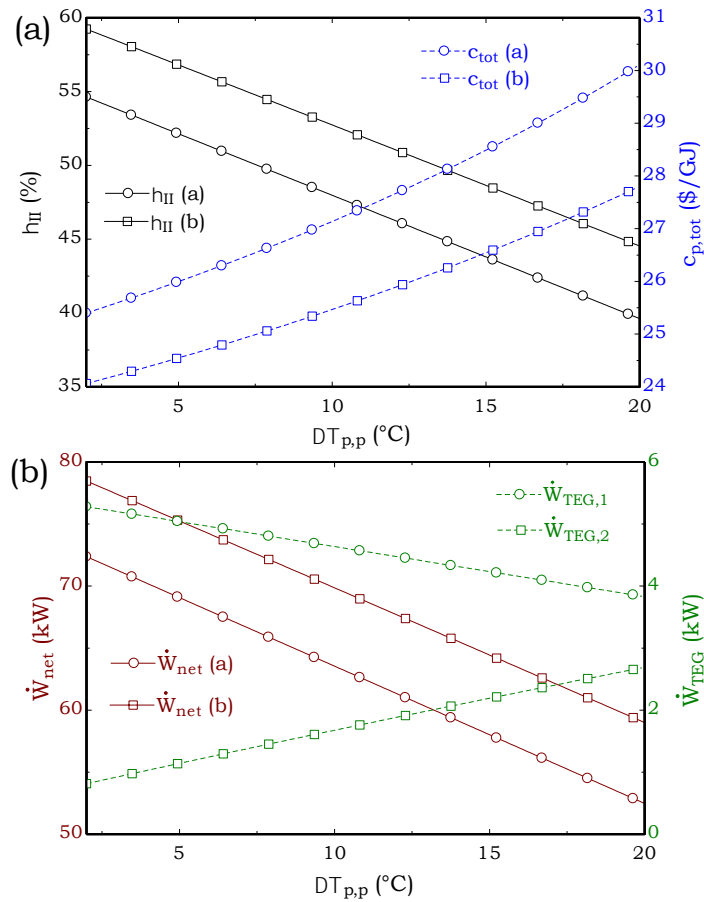 (a)
60
55
50
45
40
35
h_II (%)
c_tot (a)
c_tot (b)
h_II (a)
h_II (b)
31
30
29
28
27
26
25
24
c_p,tot ($/GJ)
5
10
15
20
DT_p,p (°C)
(b)
80
70
60
50
Ẇ_net (kW)
Ẇ_TEG,1
Ẇ_TEG,2
Ẇ_net (a)
Ẇ_net (b)
6
4
2
0
Ẇ_TEG (kW)
5
10
15
20
DT_p,p (°C)